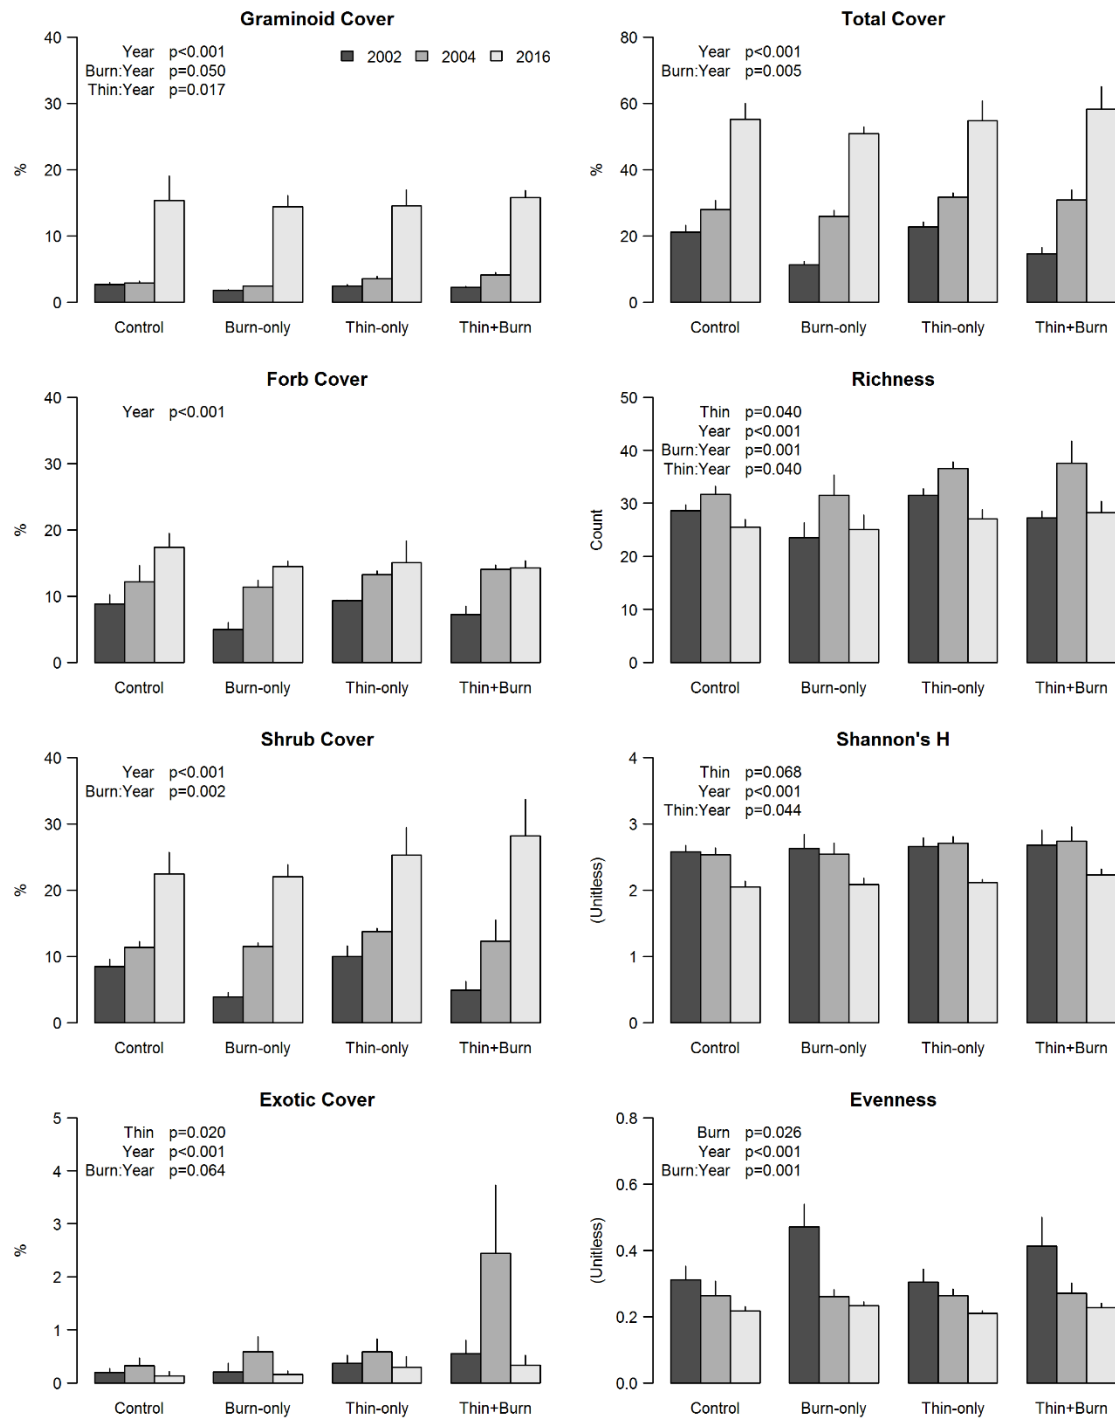 Graminoid Cover
40
30
20
10
0
%
Year p<0.001
Burn:Year p=0.050
Thin:Year p=0.017
2002 2004 2016
Control Burn-only Thin-only Thin+Burn
Total Cover
80
60
40
20
0
%
Year p<0.001
Burn:Year p=0.005
Control Burn-only Thin-only Thin+Burn
Forb Cover
40
30
20
10
0
%
Year p<0.001
Control Burn-only Thin-only Thin+Burn
Richness
50
40
30
20
10
0
Count
Thin p=0.040
Year p<0.001
Burn:Year p=0.001
Thin:Year p=0.040
Control Burn-only Thin-only Thin+Burn
Shrub Cover
40
30
20
10
0
%
Year p<0.001
Burn:Year p=0.002
Control Burn-only Thin-only Thin+Burn
Shannon's H
4
3
2
1
0
(Unitless)
Thin p=0.068
Year p<0.001
Thin:Year p=0.044
Control Burn-only Thin-only Thin+Burn
Exotic Cover
5
4
3
2
1
0
%
Thin p=0.020
Year p<0.001
Burn:Year p=0.064
Control Burn-only Thin-only Thin+Burn
Evenness
0.8
0.6
0.4
0.2
0.0
(Unitless)
Burn p=0.026
Year p<0.001
Burn:Year p=0.001
Control Burn-only Thin-only Thin+Burn